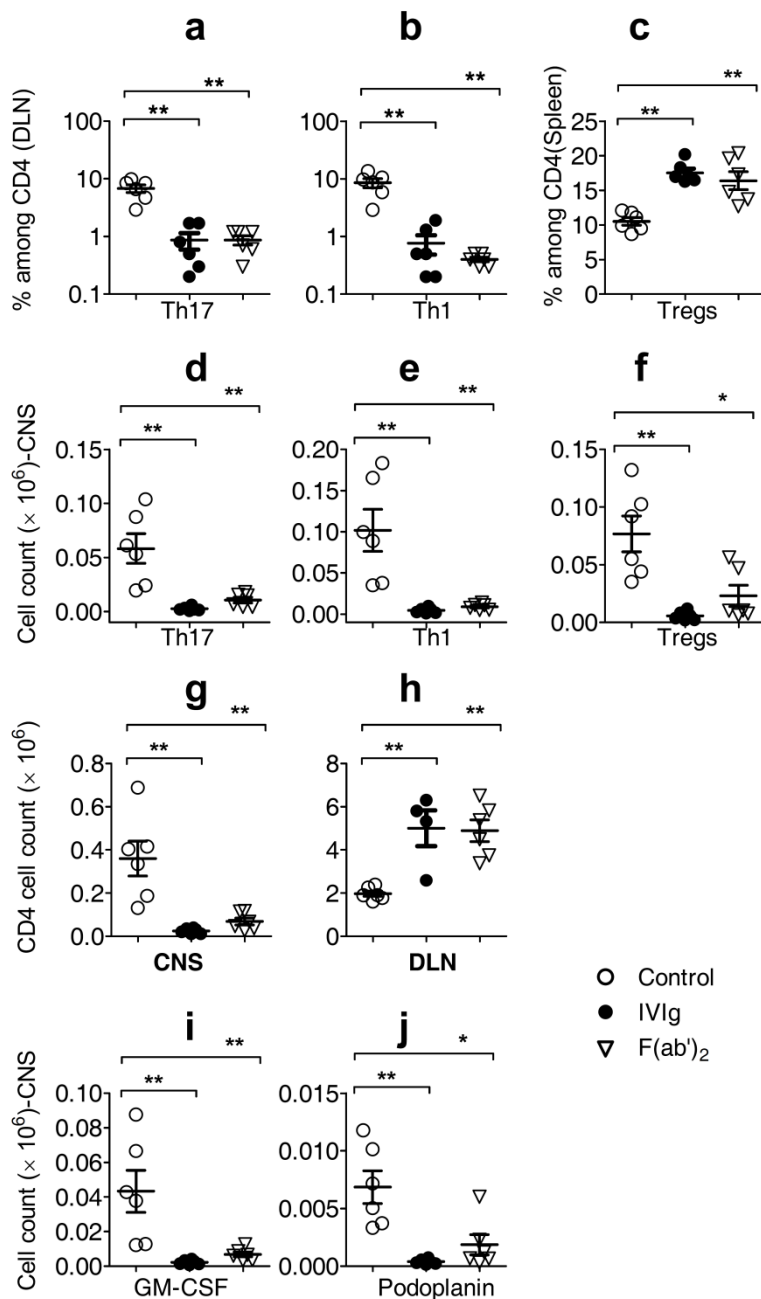 a b c
** ** **
** ** **
% among CD4 (DLN)
100 100 % among CD4(Spleen) 25
10 10 20
1 1 15
0.1 0.1 10
5
0
Th17 Th1 Tregs
d e f
** ** *
** ** **
Cell count (× 10⁶)-CNS
0.15 0.20 0.15
0.10 0.15 0.10
0.05 0.10 0.05
0.00 0.05 0.00
0.00
Th17 Th1 Tregs
g h
** **
** **
CD4 cell count (× 10⁶)
0.8 8
0.6 6
0.4 4
0.2 2
0.0 0
CNS DLN
Control
IVIg
F(ab')₂
i j
** *
** **
Cell count (× 10⁶)-CNS
0.10 0.015
0.08 0.010
0.06 0.005
0.04 0.000
0.02
0.00
GM-CSF Podoplanin